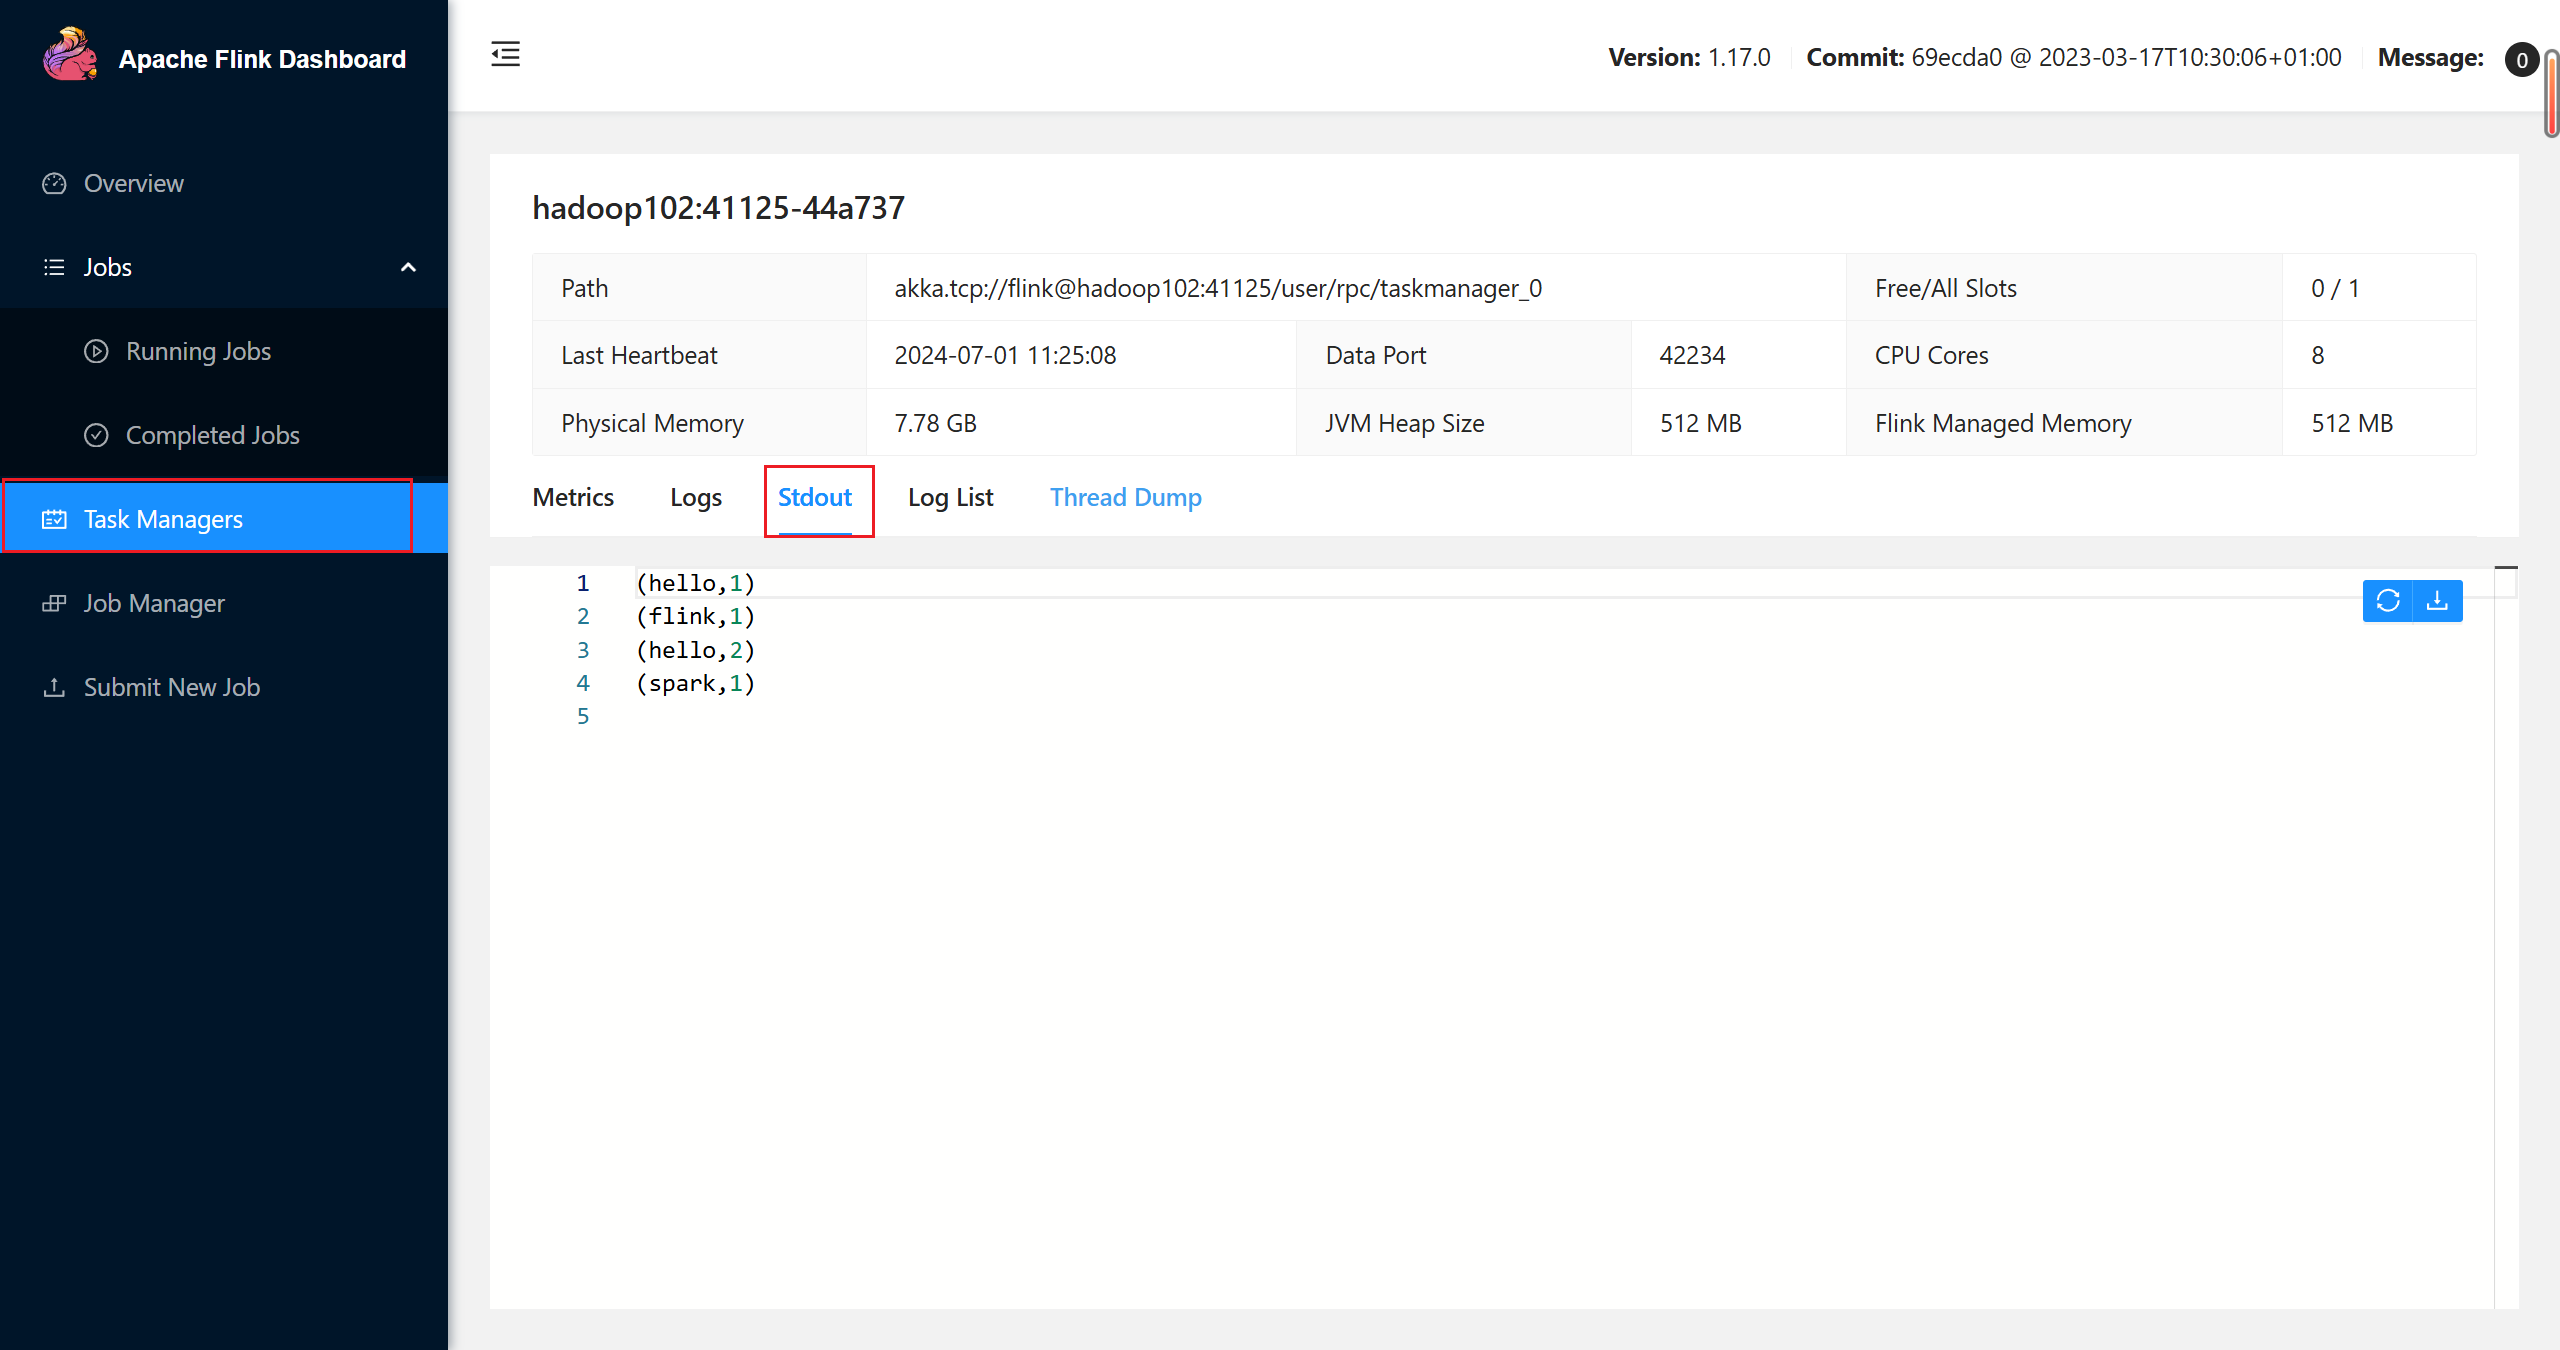 Apache Flink Dashboard
Version: 1.17.0 Commit: 69ecda0 @ 2023-03-17T10:30:06+01:00 Message: 0
Overview
Jobs
Running Jobs
Completed Jobs
Task Managers
Job Manager
Submit New Job
hadoop102:41125-44a737
Path akka.tcp://flink@hadoop102:41125/user/rpc/taskmanager_0 Free/All Slots 0 / 1
Last Heartbeat 2024-07-01 11:25:08 Data Port 42234 CPU Cores 8
Physical Memory 7.78 GB JVM Heap Size 512 MB Flink Managed Memory 512 MB
Metrics Logs Stdout Log List Thread Dump
1 (hello,1)
2 (flink,1)
3 (hello,2)
4 (spark,1)
5